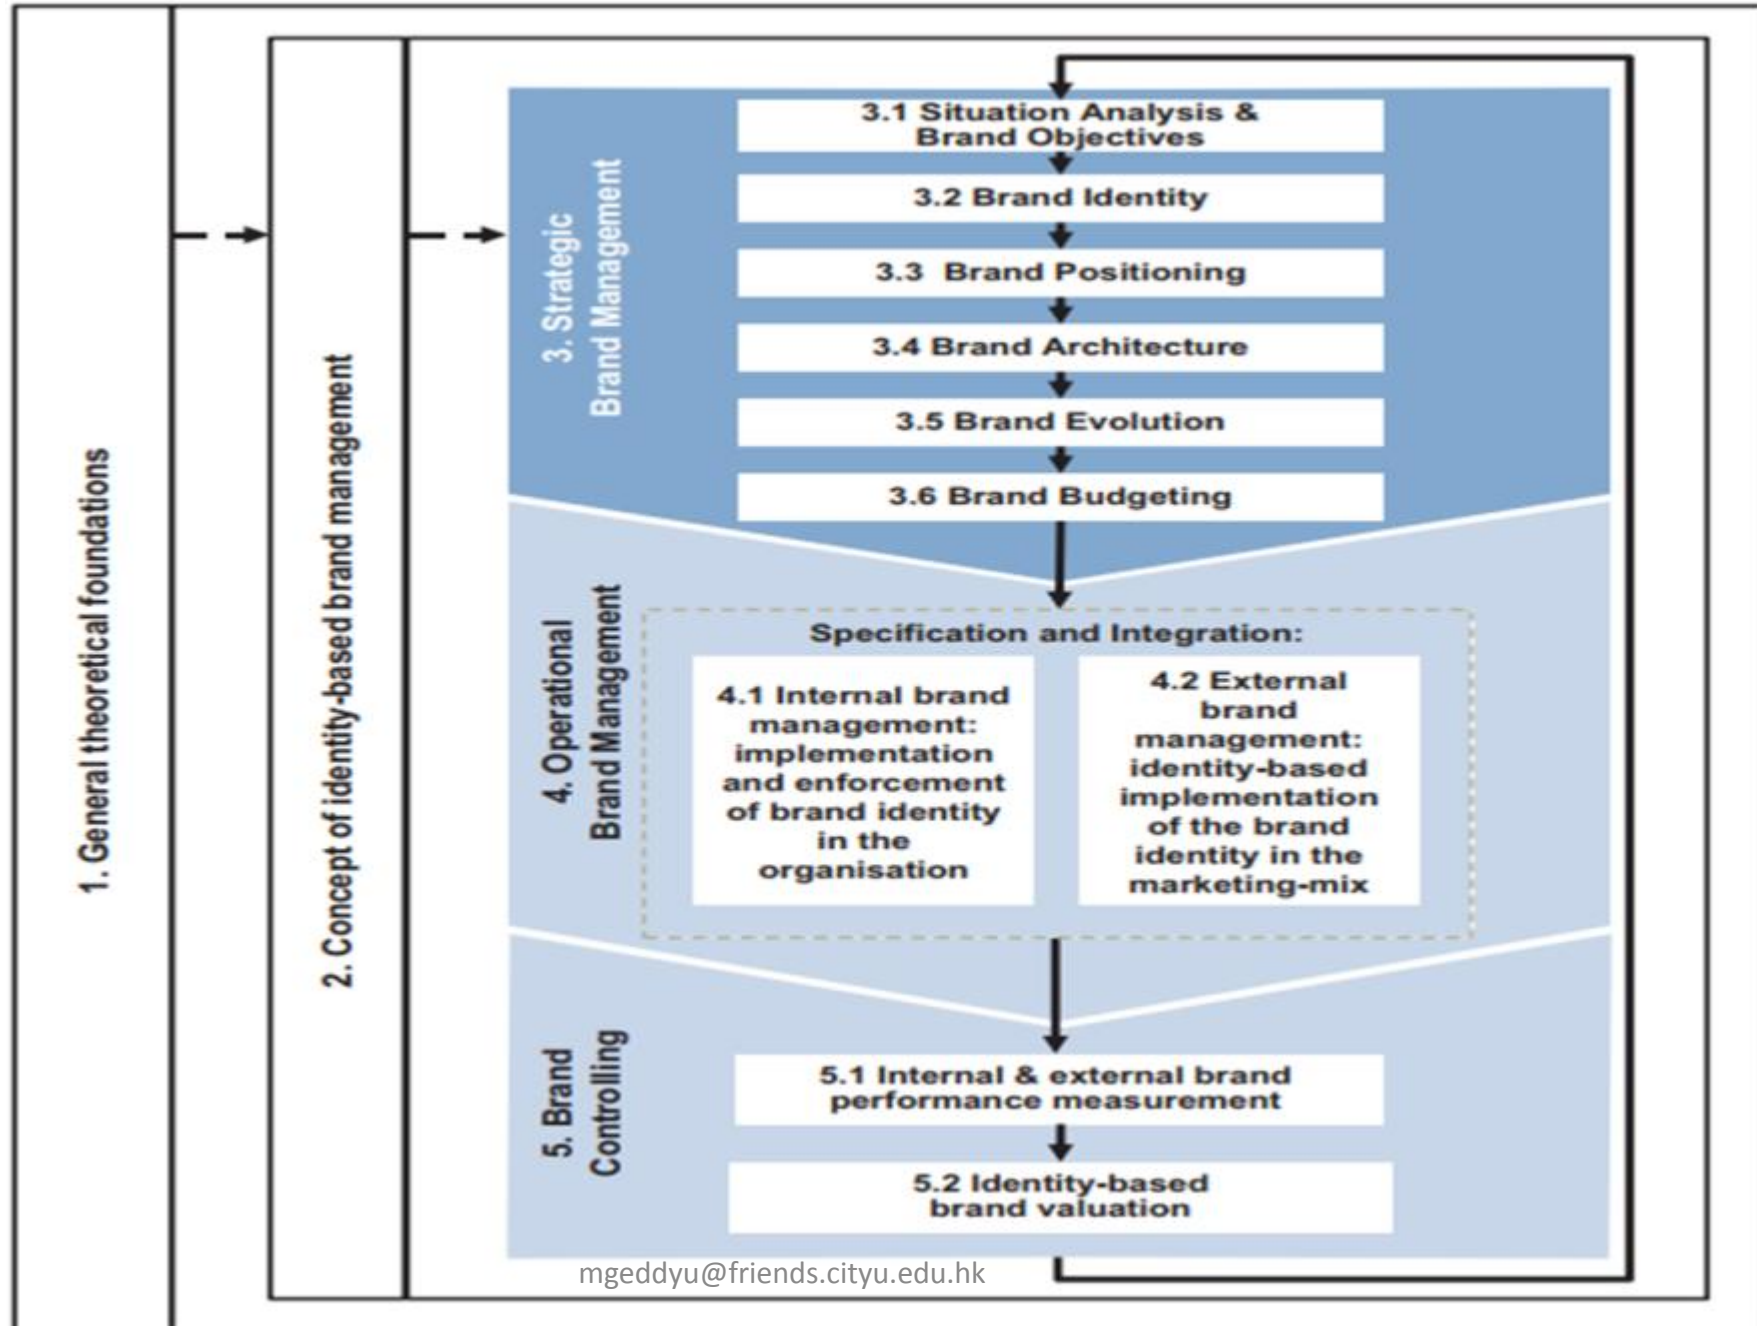 1. General theoretical foundations
2. Concept of identity-based brand management
3. Strategic
Brand Management
3.1 Situation Analysis &
Brand Objectives
3.2 Brand Identity
3.3 Brand Positioning
3.4 Brand Architecture
3.5 Brand Evolution
3.6 Brand Budgeting
4. Operational
Brand Management
Specification and Integration:
4.1 Internal brand
management:
implementation
and enforcement
of brand identity
in the
organisation
4.2 External
brand
management:
identity-based
implementation
of the brand
identity in the
marketing-mix
5. Brand
Controlling
5.1 Internal & external brand
performance measurement
5.2 Identity-based
brand valuation
mgeddyu@friends.cityu.edu.hk